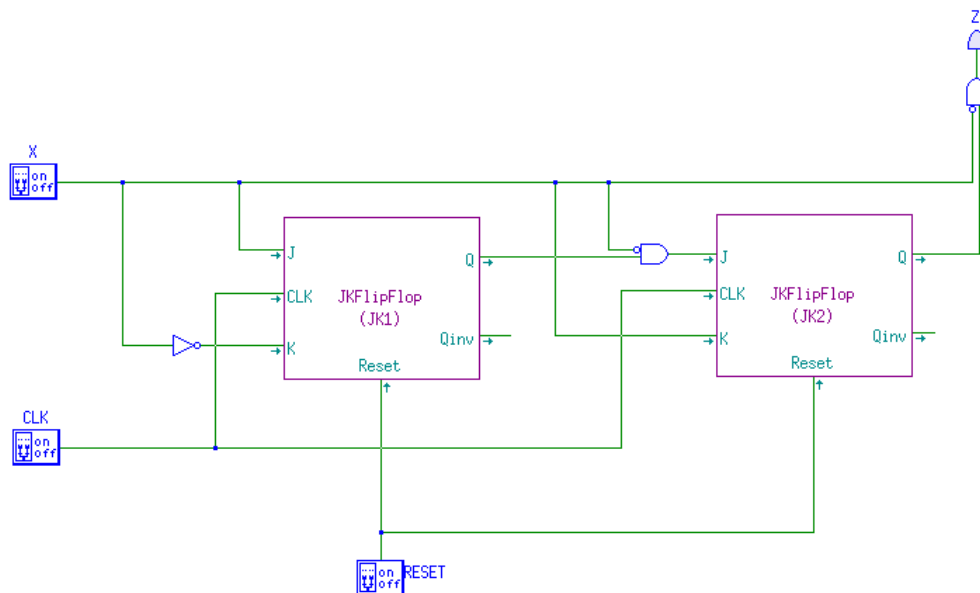 Z
X
on
off
J
Q
CLK
JKFlipFlop
(JK1)
K
Qinv
Reset
J
Q
CLK
JKFlipFlop
(JK2)
K
Qinv
Reset
CLK
on
off
on
off
RESET